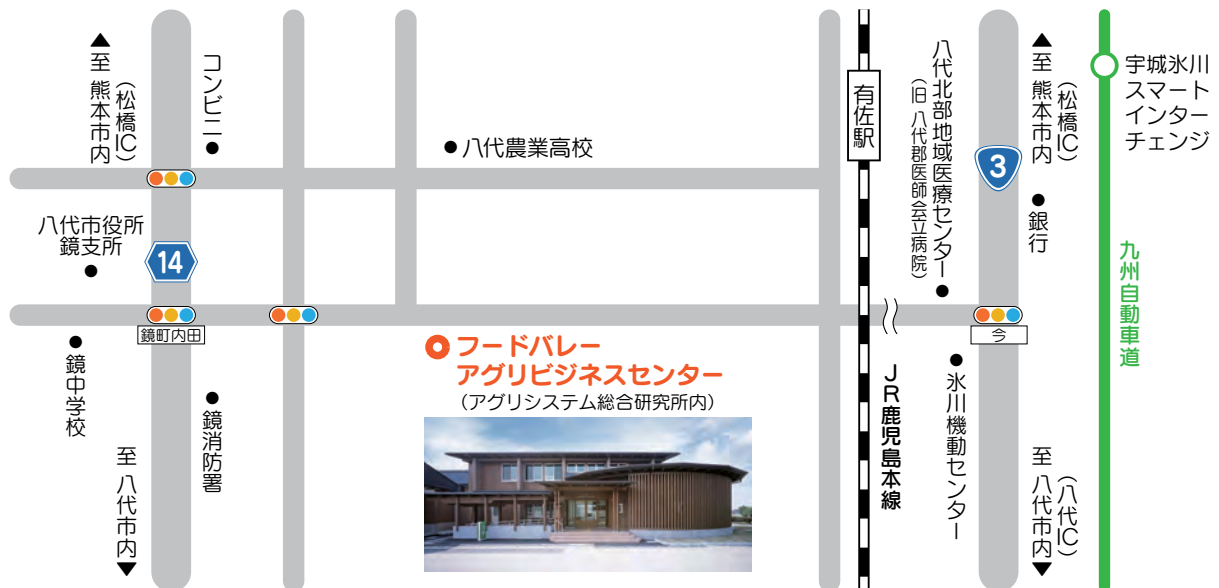 ▲至 熊本市内
(松橋IC)
コンビニ
八代農業高校
有佐駅
八代北部地域医療センター
(旧 八代郡医師会立病院)
3
▲至 熊本市内
(松橋IC)
銀行
宇城氷川
スマート
インター
チェンジ
八代市役所
鏡支所
14
鏡町内田
今
九州自動車道
鏡中学校
鏡消防署
フードバレー
アグリビジネスセンター
(アグリシステム総合研究所内)
JR鹿児島本線
氷川機動センター
至 八代市内▼
至 八代市内▼
(八代IC)